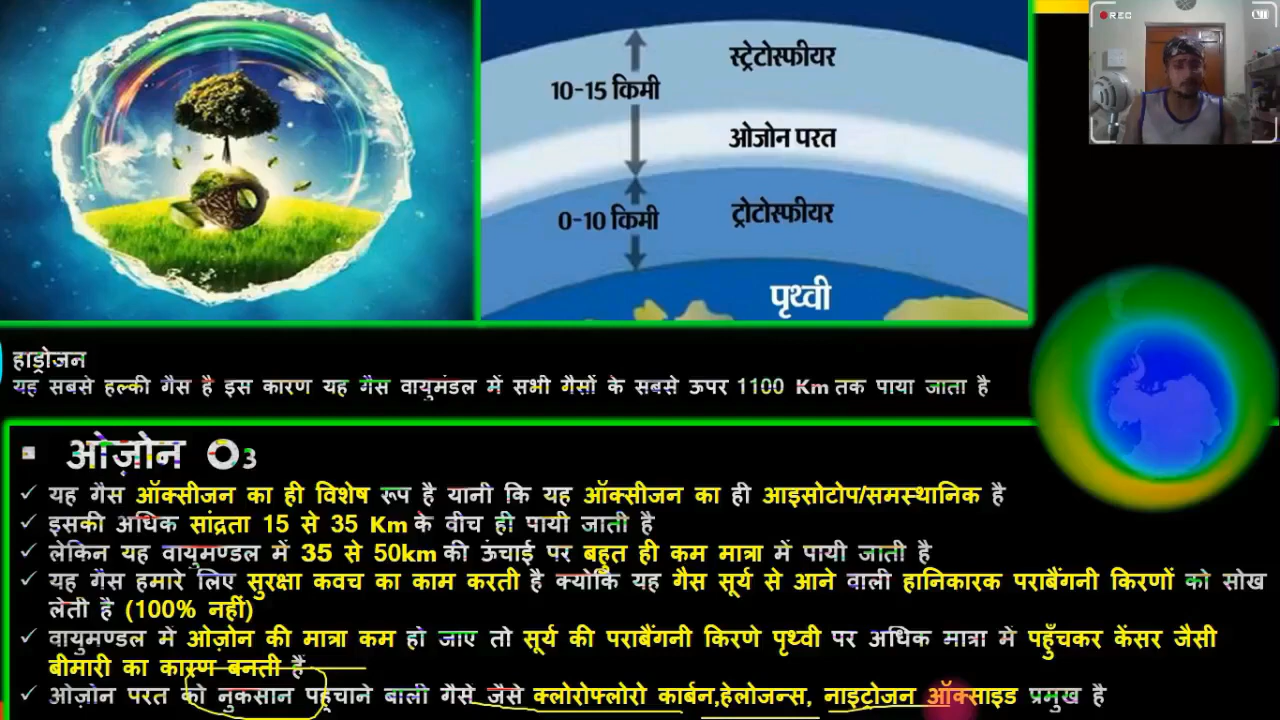 REC
स्ट्रेटोस्फीयर
10-15 किमी
ओजोन परत
0-10 किमी
ट्रोटोस्फीयर
पृथ्वी
हाड्रोजन
यह सबसे हल्की गैस है इस कारण यह गैस वायुमंडल में सभी गैसों के सबसे ऊपर 1100 Km तक पाया जाता है
ओज़ोन O3
यह गैस ऑक्सीजन का ही विशेष रूप है यानी कि यह ऑक्सीजन का ही आइसोटोप/समस्थानिक है
इसकी अधिक सांद्रता 15 से 35 Km के वीच ही पायी जाती है
लेकिन यह वायुमण्डल में 35 से 50km की ऊंचाई पर बहुत ही कम मात्रा में पायी जाती है
यह गैस हमारे लिए सुरक्षा कवच का काम करती है क्योकि यह गैस सूर्य से आने वाली हानिकारक पराबैंगनी किरणों को सोख
लेती है (100% नहीं)
वायुमण्डल में ओज़ोन की मात्रा कम हो जाए तो सूर्य की पराबैंगनी किरणे पृथ्वी पर अधिक मात्रा में पहुँचकर केंसर जैसी
बीमारी का कारण बनती हैं
ओज़ोन परत को नुकसान पहुचाने बाली गैसें जैसे क्लोरोफ्लोरो कार्बन,हेलोजन्स, नाइट्रोजन ऑक्साइड प्रमुख है